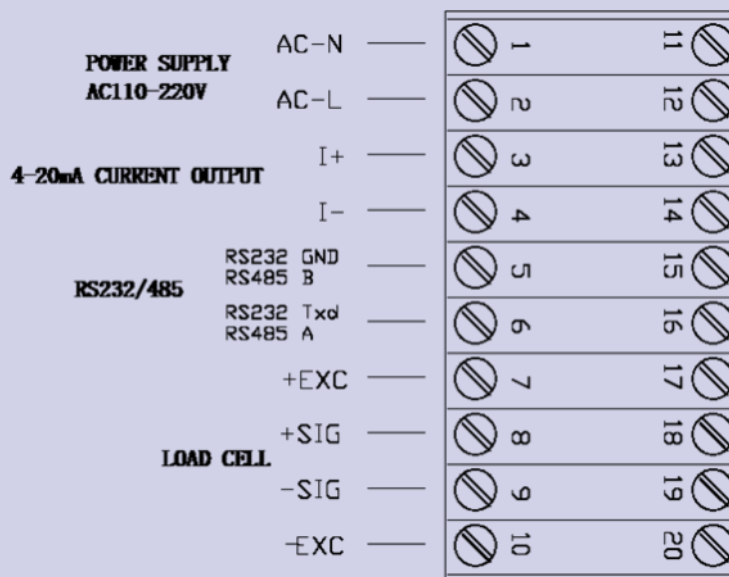 AC-N 1 11
POWER SUPPLY
AC110-220V
AC-L 2 12
I+ 3 13
4-20mA CURRENT OUTPUT
I- 4 14
RS232 GND
RS485 B
5 15
RS232/485
RS232 Txd
RS485 A
6 16
+EXC 7 17
+SIG 8 18
LOAD CELL
-SIG 9 19
-EXC 10 20